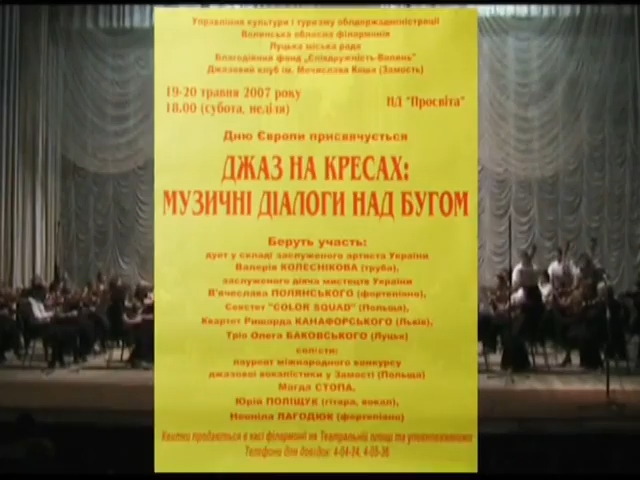 Управління культури і туризму облдержадміністрації
Волинська обласна філармонія
Луцька міська рада
Благодійний фонд „Співдружність-Волинь"
Джазовий клуб ім. Мечислава Коша (Замость)
19-20 травня 2007 року
18.00 (субота, неділя)
НД "Просвіта"
Дню Європи присвячується
ДЖАЗ НА КРЕСАХ:
МУЗИЧНІ ДІАЛОГИ НАД БУГОМ
Беруть участь:
дует у складі заслуженого артиста України
Валерія КОЛЄСНІКОВА (труба),
заслуженого діяча мистецтв України
В'ячеслава ПОЛЯНСЬКОГО (фортепіано),
Секстет "COLOR SQUAD" (Польща),
Квартет Ришарда КАНАФОРСЬКОГО (Львів),
Тріо Олега БАКОВСЬКОГО (Луцьк)
солісти:
лауреат міжнародного конкурсу
джазової вокалістики у Замості (Польща)
Магда СТОПА,
Юрій ПОЛІЩУК (гітара, вокал),
Неоніла ЛАГОДЮК (фортепіано)
Квитки продаються в касі філармонії на Театральній площі та уповноваженими
Телефони для довідок: 4-04-34, 4-03-36